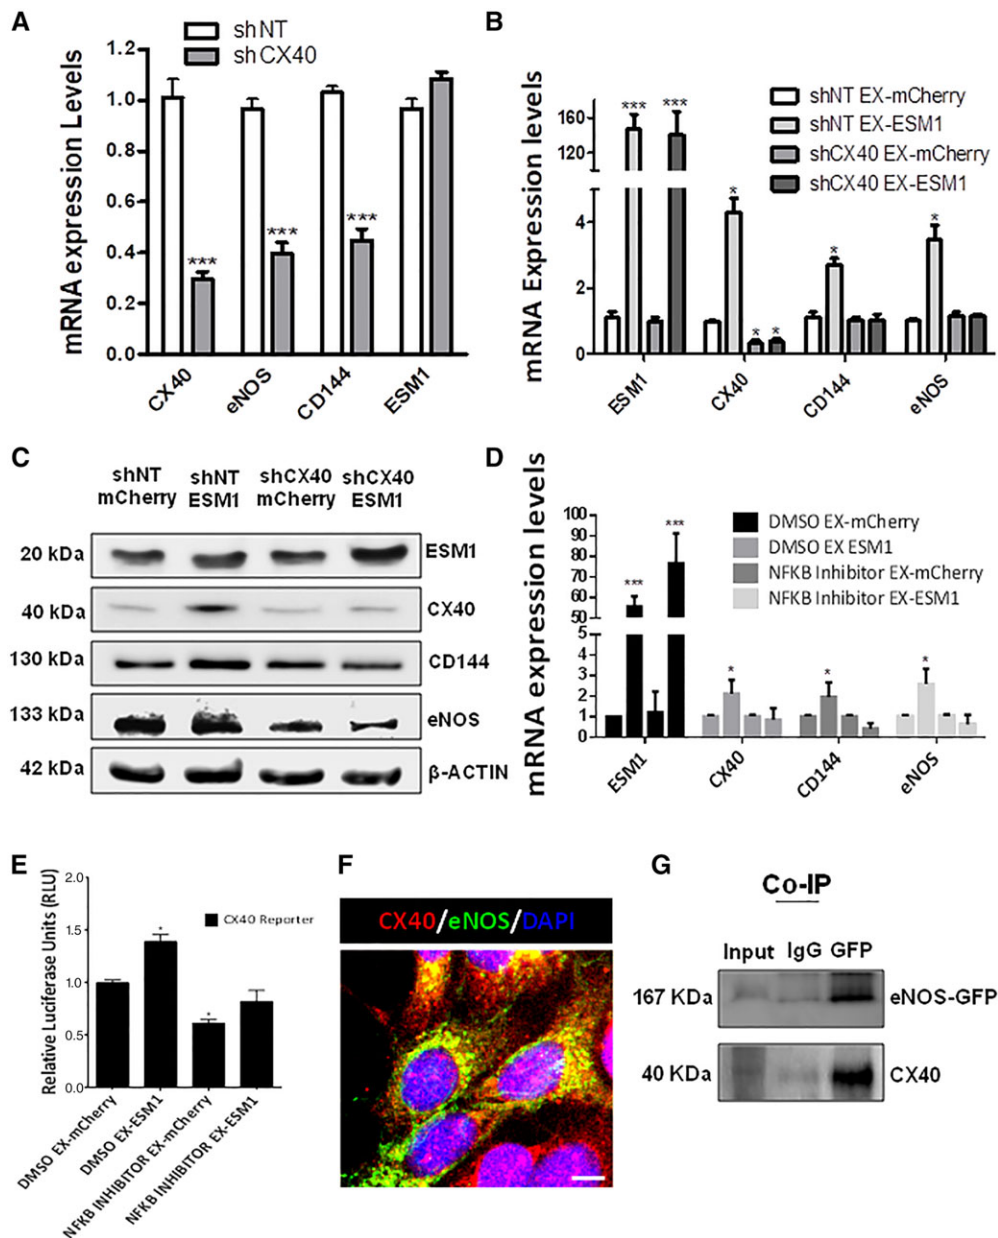 A
shNT
shCX40
mRNA expression Levels
1.2
1.0
0.8
0.6
0.4
0.2
0.0
***
***
***
CX40
eNOS
CD144
ESM1
B
shNT EX-mCherry
shNT EX-ESM1
shCX40 EX-mCherry
shCX40 EX-ESM1
mRNA Expression levels
160
120
4
2
0
***
***
*
*
*
*
*
ESM1
CX40
CD144
eNOS
C
shNT mCherry
shNT ESM1
shCX40 mCherry
shCX40 ESM1
20 kDa
ESM1
40 kDa
CX40
130 kDa
CD144
133 kDa
eNOS
42 kDa
β-ACTIN
D
mRNA expression levels
100
90
80
70
60
50
5
4
3
2
1
0
***
***
*
*
*
DMSO EX-mCherry
DMSO EX ESM1
NFKB Inhibitor EX-mCherry
NFKB Inhibitor EX-ESM1
ESM1
CX40
CD144
eNOS
E
Relative Luciferase Units (RLU)
2.0
1.5
1.0
0.5
0.0
CX40 Reporter
*
*
DMSO EX-mCherry
DMSO EX-ESM1
NFKB INHIBITOR EX-mCherry
NFKB INHIBITOR EX-ESM1
F
CX40/eNOS/DAPI
G
Co-IP
Input IgG GFP
167 KDa
eNOS-GFP
40 KDa
CX40